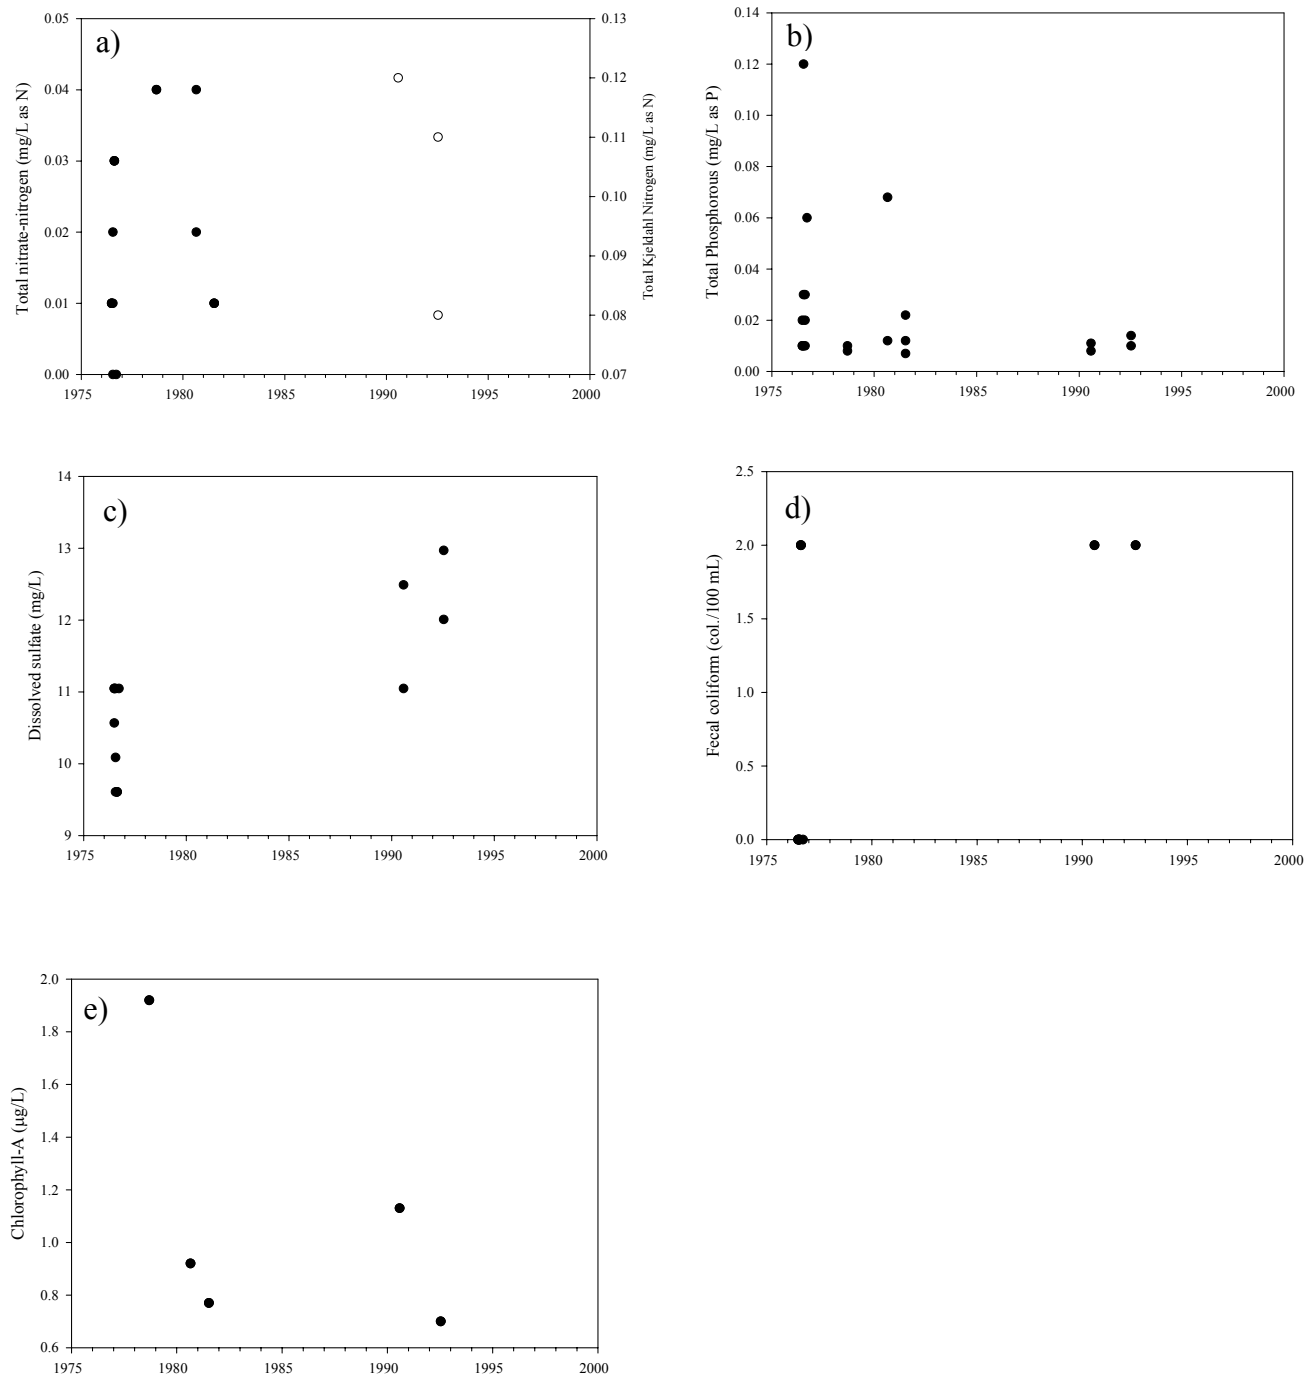 a)
Total nitrate-nitrogen (mg/L as N)
0.05
0.04
0.03
0.02
0.01
0.00
1975 1980 1985 1990 1995 2000
0.13
0.12
0.11
0.10
0.09
0.08
0.07
Total Kjeldahl Nitrogen (mg/L as N)
b)
Total Phosphorous (mg/L as P)
0.14
0.12
0.10
0.08
0.06
0.04
0.02
0.00
1975 1980 1985 1990 1995 2000
c)
Dissolved sulfate (mg/L)
14
13
12
11
10
9
1975 1980 1985 1990 1995 2000
d)
Fecal coliform (col./100 mL)
2.5
2.0
1.5
1.0
0.5
0.0
1975 1980 1985 1990 1995 2000
e)
Chlorophyll-A (µg/L)
2.0
1.8
1.6
1.4
1.2
1.0
0.8
0.6
1975 1980 1985 1990 1995 2000